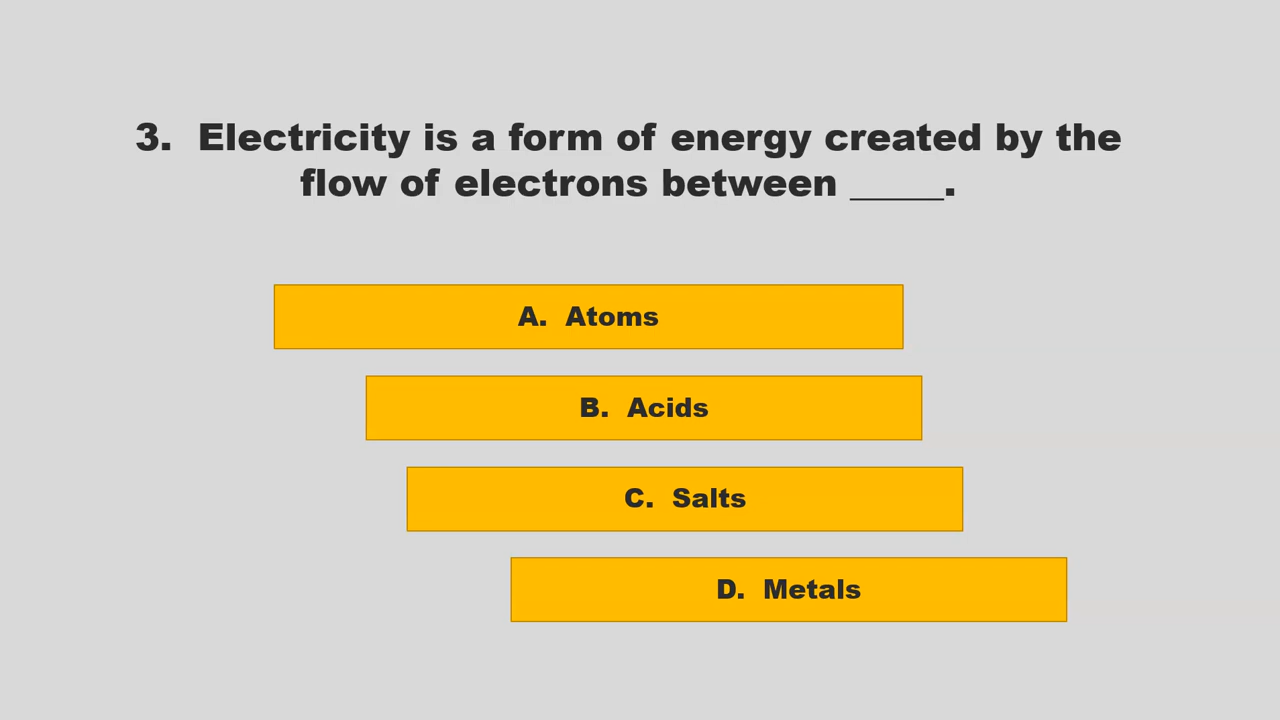 3. Electricity is a form of energy created by the
flow of electrons between _____.
A. Atoms
B. Acids
C. Salts
D. Metals